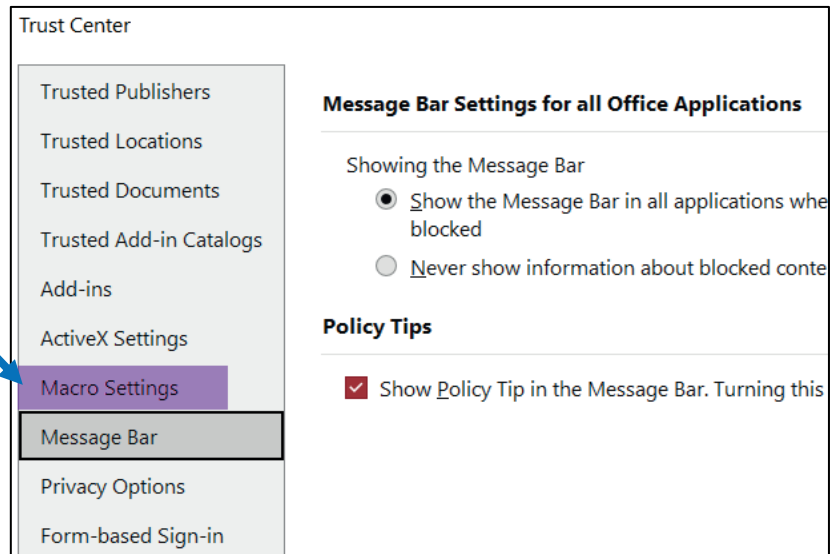 Trust Center
Trusted Publishers
Trusted Locations
Trusted Documents
Trusted Add-in Catalogs
Add-ins
ActiveX Settings
Macro Settings
Message Bar
Privacy Options
Form-based Sign-in
Message Bar Settings for all Office Applications
Showing the Message Bar
Show the Message Bar in all applications whe
blocked
Never show information about blocked conte
Policy Tips
Show Policy Tip in the Message Bar. Turning this